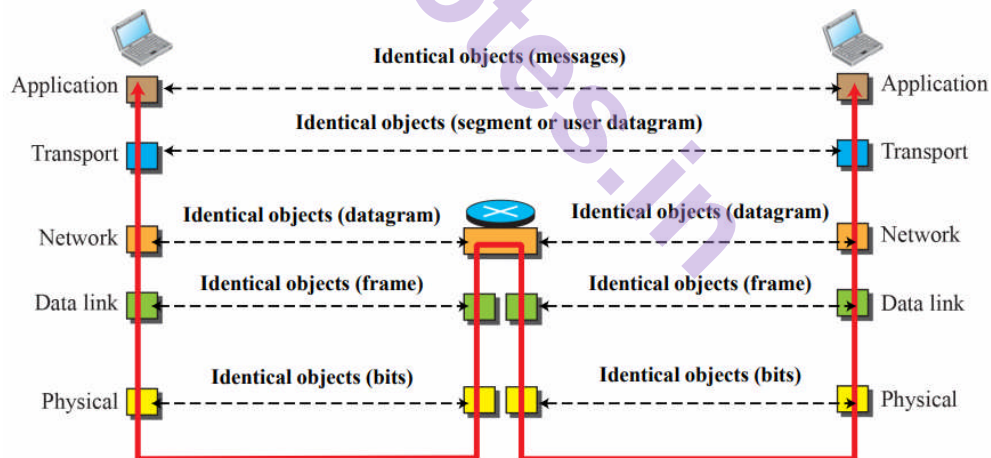 Identical objects (messages)
Application
Application
Identical objects (segment or user datagram)
Transport
Transport
Identical objects (datagram)
Identical objects (datagram)
Network
Network
Identical objects (frame)
Identical objects (frame)
Data link
Data link
Identical objects (bits)
Identical objects (bits)
Physical
Physical
otes.in